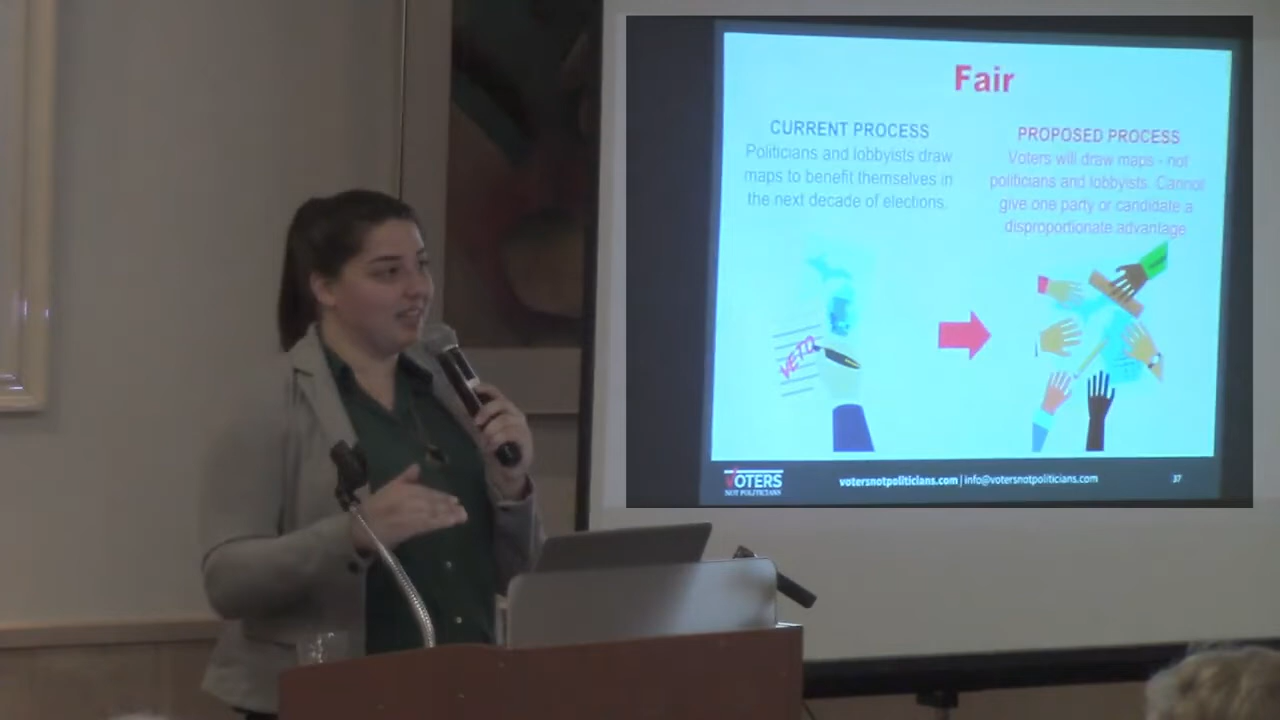 Fair
CURRENT PROCESS
Politicians and lobbyists draw
maps to benefit themselves in
the next decade of elections.
PROPOSED PROCESS
Voters will draw maps - not
politicians and lobbyists. Cannot
give one party or candidate a
disproportionate advantage
VETO
VOTERS
NOT POLITICIANS
votersnotpoliticians.com | info@votersnotpoliticians.com
37